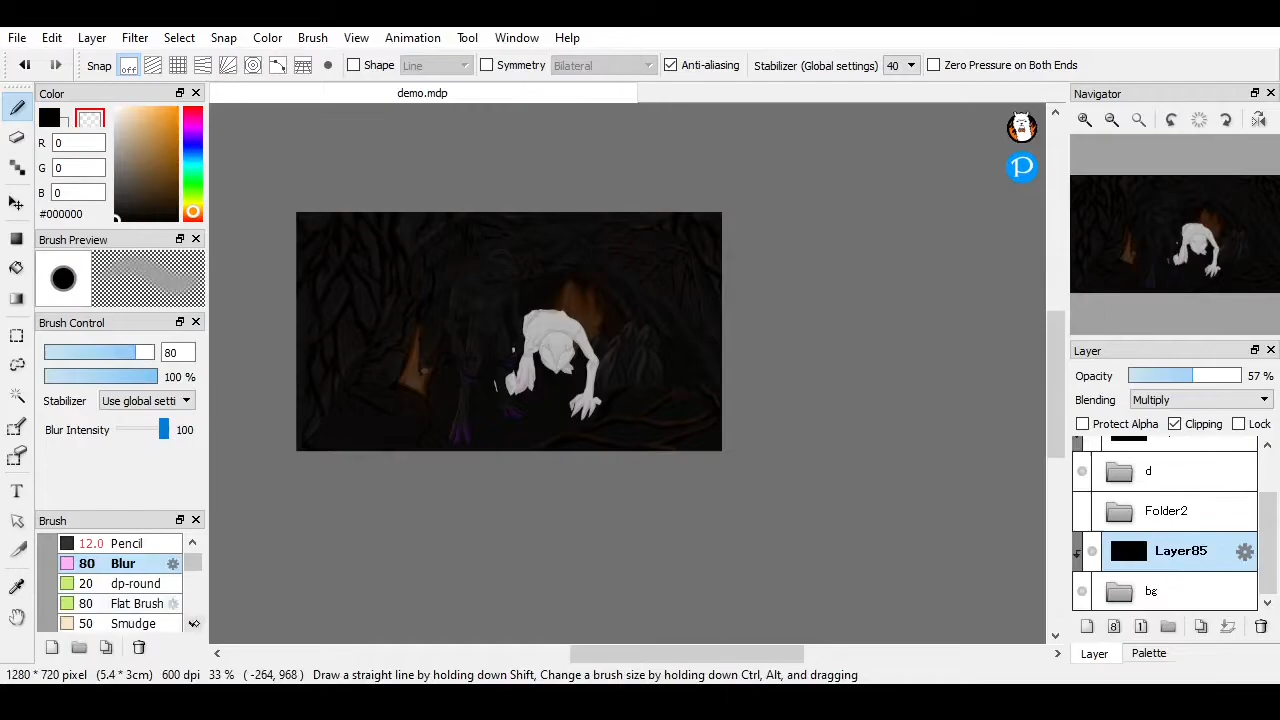 File Edit Layer Filter Select Snap Color Brush View Animation Tool Window Help
Snap off Shape Line Symmetry Bilateral Anti-aliasing Stabilizer (Global settings) 40 Zero Pressure on Both Ends
Color
demo.mdp
Navigator
R 0
G 0
B 0
#000000
Brush Preview
Brush Control
80
100 %
Stabilizer Use global setti
Blur Intensity 100
Brush
12.0 Pencil
80 Blur
20 dp-round
80 Flat Brush
50 Smudge
Layer
Opacity 57 %
Blending Multiply
Protect Alpha Clipping Lock
d
Folder2
Layer85
bg
8 1
Layer Palette
1280 * 720 pixel (5.4 * 3cm) 600 dpi 33 % ( -264, 968 ) Draw a straight line by holding down Shift, Change a brush size by holding down Ctrl, Alt, and dragging